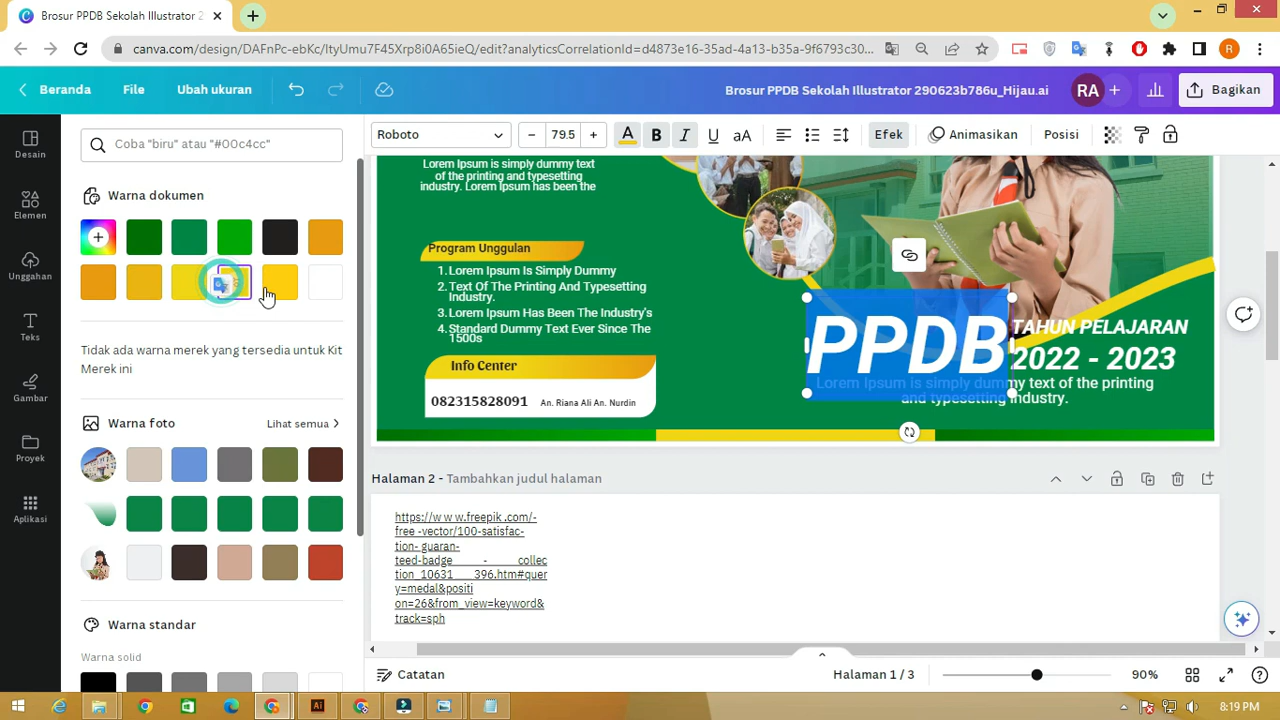 Brosur PPDB Sekolah Illustrator 2
canva.com/design/DAFnPc-ebKc/ItyUmu7F45Xrp8i0A65ieQ/edit?analyticsCorrelationId=d4873e16-35ad-4a13-b35a-9f6793c30...
R
Beranda
File
Ubah ukuran
Brosur PPDB Sekolah Illustrator 290623b786u_Hijau.ai
RA
Bagikan
Desain
Elemen
Unggahan
Teks
Gambar
Proyek
Aplikasi
Coba "biru" atau "#00c4cc"
Warna dokumen
Tidak ada warna merek yang tersedia untuk Kit
Merek ini
Warna foto
Lihat semua
Warna standar
Warna solid
Roboto
79.5
A
B
I
U
aA
Efek
Animasikan
Posisi
Lorem Ipsum is simply dummy text
of the printing and typesetting
industry. Lorem Ipsum has been the
Program Unggulan
1. Lorem Ipsum Is Simply Dummy
2. Text Of The Printing And Typesetting
Industry.
3. Lorem Ipsum Has Been The Industry's
4. Standard Dummy Text Ever Since The
1500s
Info Center
082315828091 An. Riana Ali An. Nurdin
PPDB
TAHUN PELAJARAN
2022 - 2023
Lorem Ipsum is simply dummy text of the printing
and typesetting industry.
Halaman 2 - Tambahkan judul halaman
https://w w w.freepik .com/-
free -vector/100-satisfac-
tion- guaran-
teed-badge - collec
tion_10631 396.htm#quer
y=medal&positi
on=26&from_view=keyword&
track=sph
Catatan
Halaman 1 / 3
90%
Ai
8:19 PM